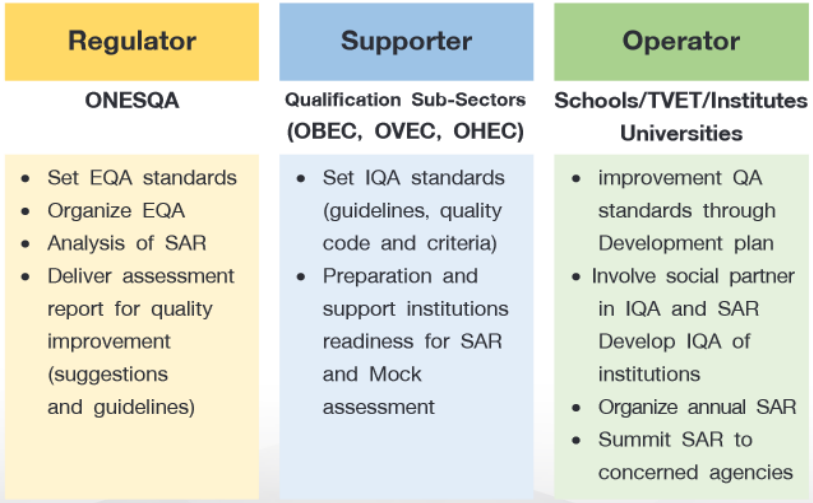 Regulator
ONESQA
• Set EQA standards
• Organize EQA
• Analysis of SAR
• Deliver assessment
report for quality
improvement
(suggestions
and guidelines)
Supporter
Qualification Sub-Sectors
(OBEC, OVEC, OHEC)
• Set IQA standards
(guidelines, quality
code and criteria)
• Preparation and
support institutions
readiness for SAR
and Mock
assessment
Operator
Schools/TVET/Institutes
Universities
• improvement QA
standards through
Development plan
• Involve social partner
in IQA and SAR
Develop IQA of
institutions
• Organize annual SAR
• Summit SAR to
concerned agencies